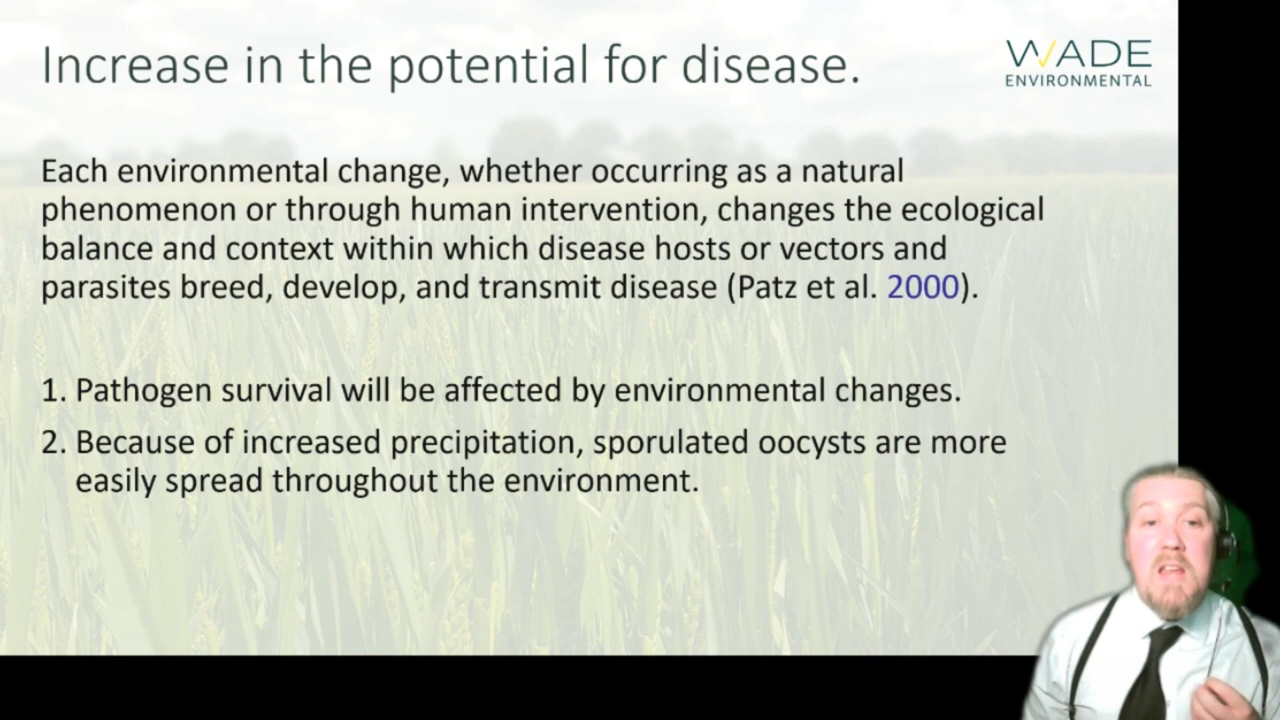 Increase in the potential for disease.
WADE
ENVIRONMENTAL
Each environmental change, whether occurring as a natural
phenomenon or through human intervention, changes the ecological
balance and context within which disease hosts or vectors and
parasites breed, develop, and transmit disease (Patz et al. 2000).
1. Pathogen survival will be affected by environmental changes.
2. Because of increased precipitation, sporulated oocysts are more
easily spread throughout the environment.